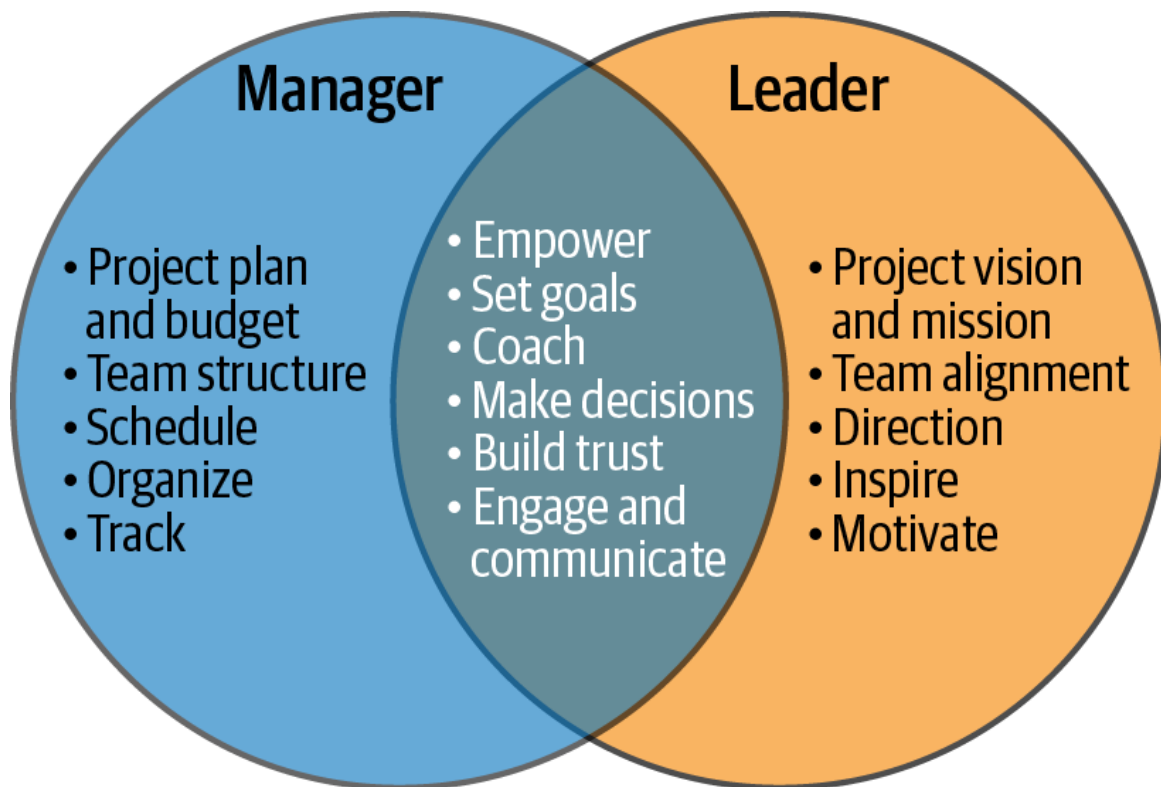 Manager
• Project plan
and budget
• Team structure
• Schedule
• Organize
• Track
• Empower
• Set goals
• Coach
• Make decisions
• Build trust
• Engage and
communicate
Leader
• Project vision
and mission
• Team alignment
• Direction
• Inspire
• Motivate